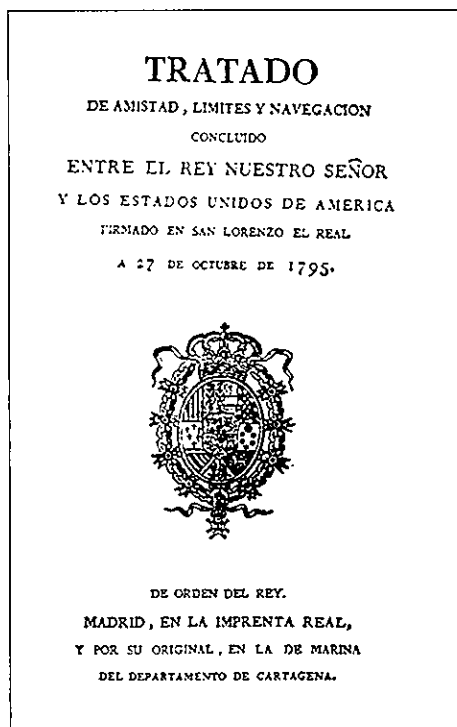 TRATADO
DE AMISTAD, LIMITES Y NAVEGACION
CONCLUIDO
ENTRE EL REY NUESTRO SEÑOR
Y LOS ESTADOS UNIDOS DE AMERICA
FIRMADO EN SAN LORENZO EL REAL
A 27 DE OCTUBRE DE 1795.
DE ORDEN DEL REY.
MADRID, EN LA IMPRENTA REAL,
Y POR SU ORIGINAL, EN LA DE MARINA
DEL DEPARTAMENTO DE CARTAGENA.